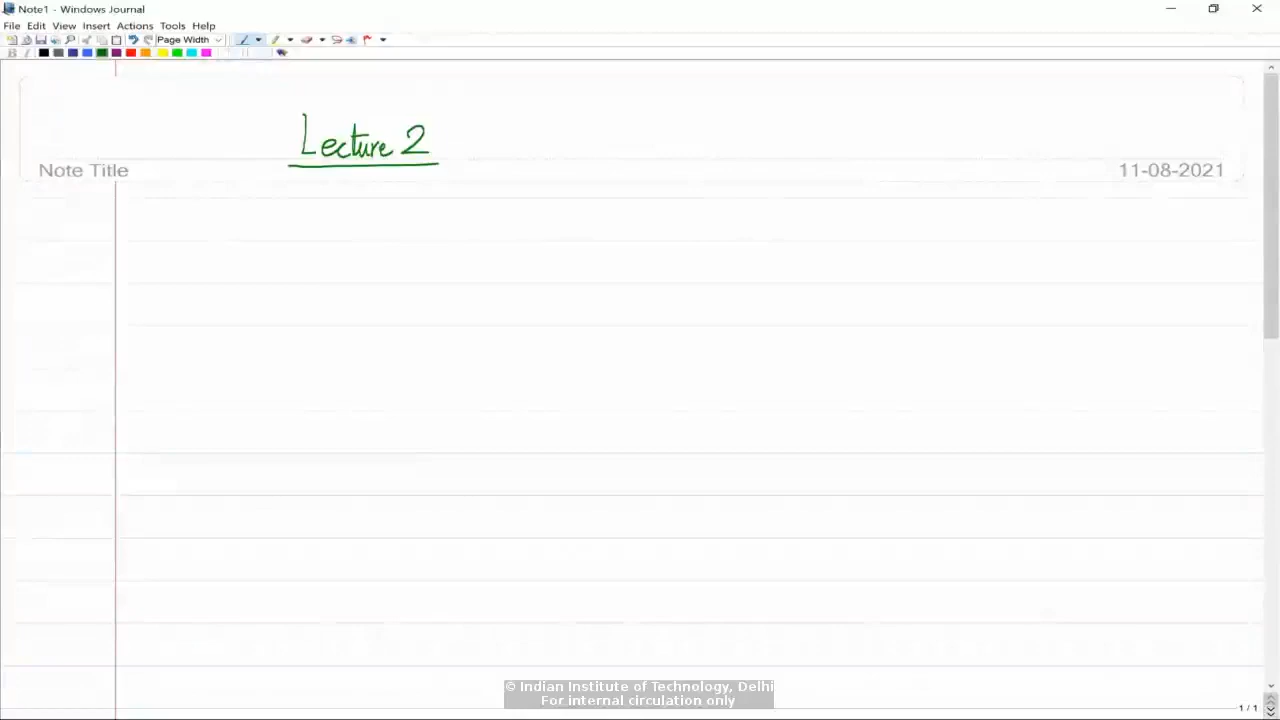 Note1 - Windows Journal
File Edit View Insert Actions Tools Help
Page Width
B I
Lecture 2
Note Title
11-08-2021
© Indian Institute of Technology, Delhi
For internal circulation only
1 / 1